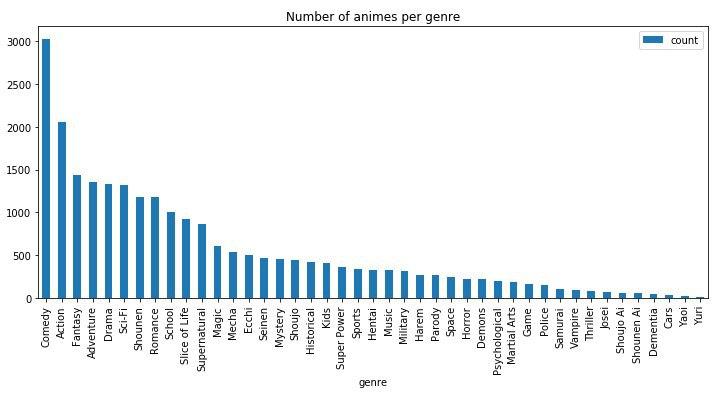 Number of animes per genre
count
3000
2500
2000
1500
1000
500
0
Comedy
Action
Fantasy
Adventure
Drama
Sci-Fi
Shounen
Romance
School
Slice of Life
Supernatural
Magic
Mecha
Ecchi
Seinen
Mystery
Shoujo
Historical
Kids
Super Power
Sports
Hentai
Music
Military
Harem
Parody
Space
Horror
Demons
Psychological
Martial Arts
Game
Police
Samurai
Vampire
Thriller
Josei
Shoujo Ai
Shounen Ai
Dementia
Cars
Yaoi
Yuri
genre